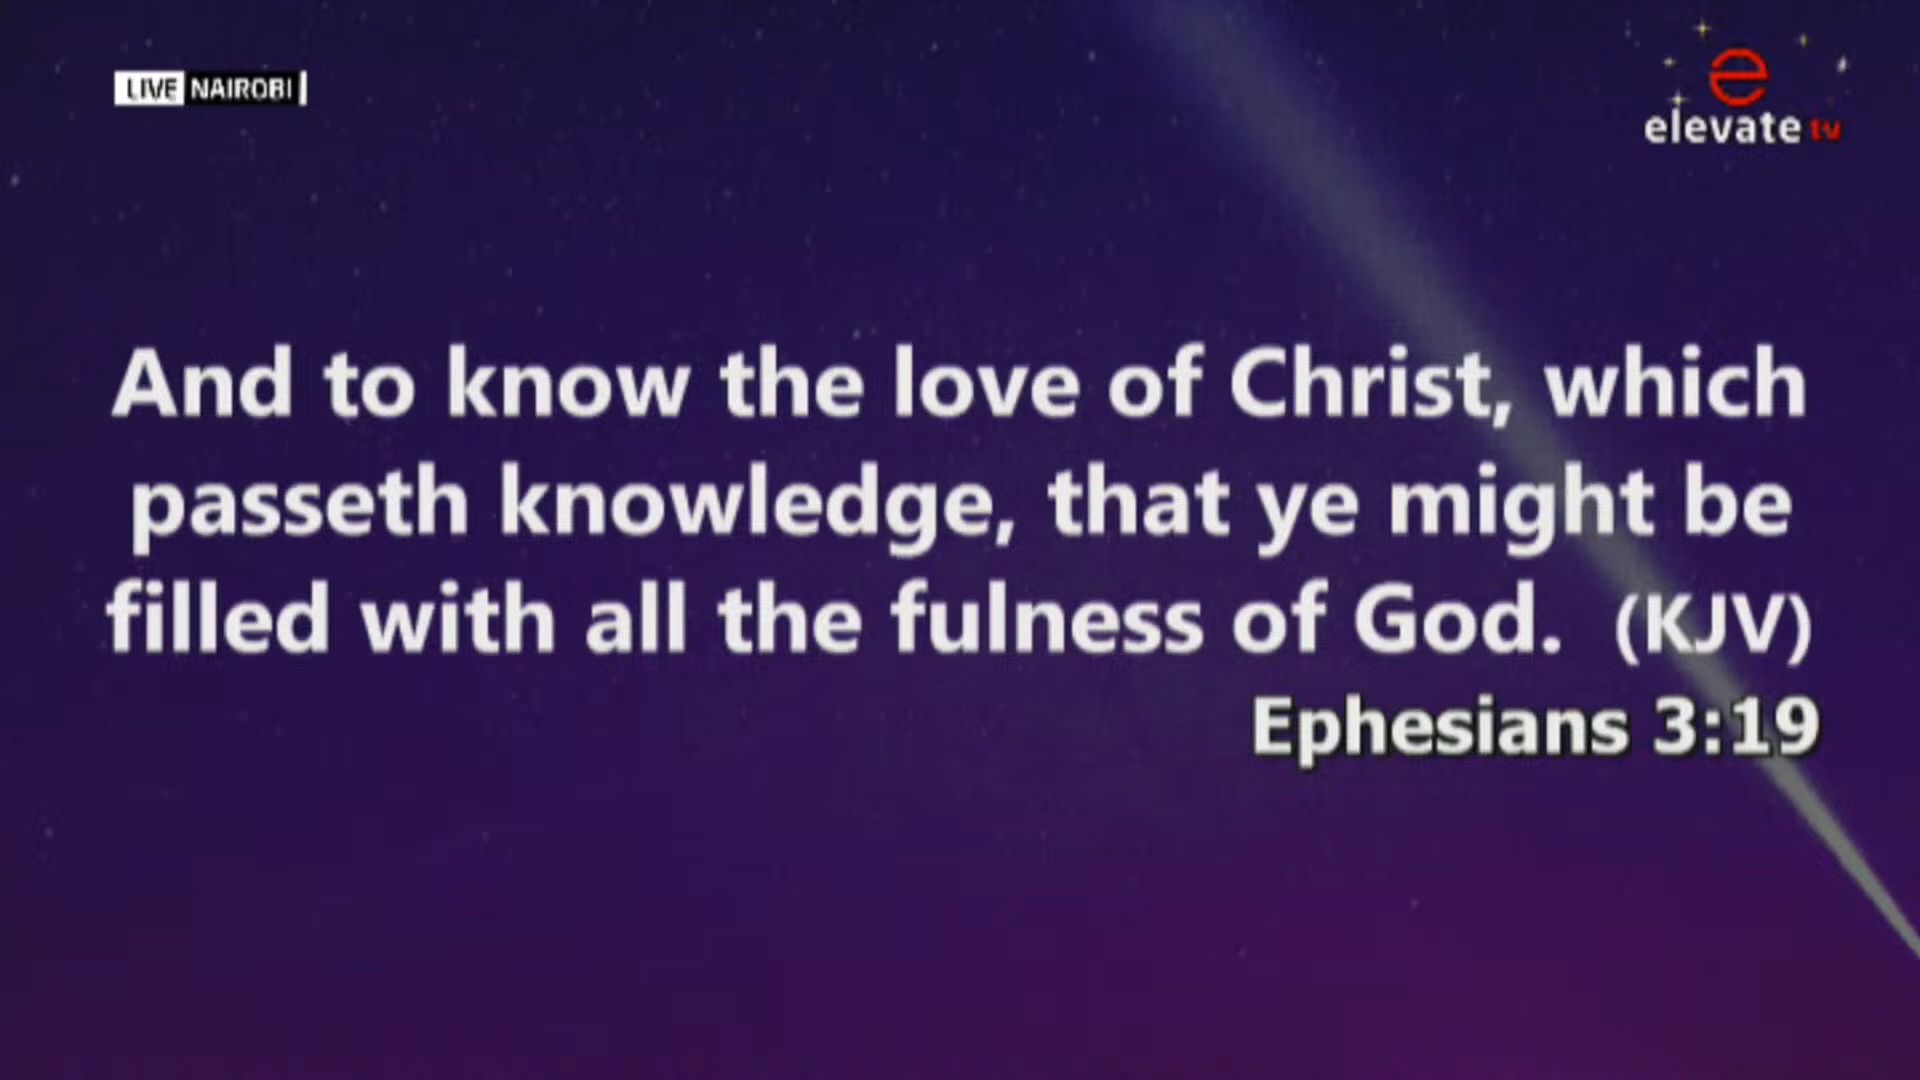 LIVE NAIROBI
e
elevate tv
And to know the love of Christ, which
passeth knowledge, that ye might be
filled with all the fulness of God. (KJV)
Ephesians 3:19